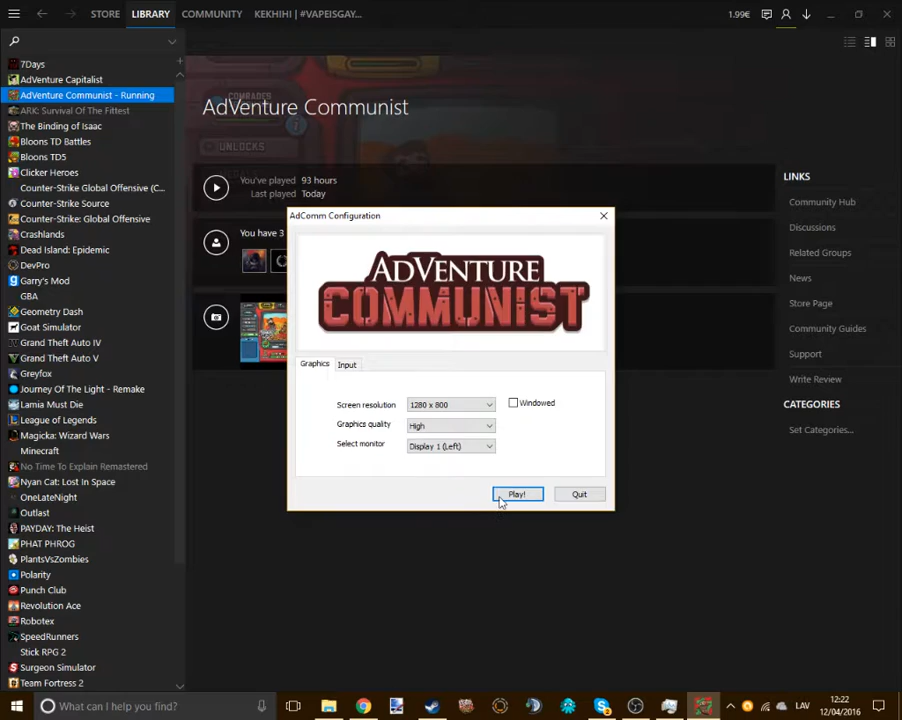 STORE LIBRARY COMMUNITY KEKHIHI | #VAPEISGAY... 1.99€
7Days
AdVenture Capitalist
AdVenture Communist - Running
ARK: Survival Of The Fittest
The Binding of Isaac
Bloons TD Battles
Bloons TD5
Clicker Heroes
Counter-Strike Global Offensive (C...
Counter-Strike Source
Counter-Strike: Global Offensive
Crashlands
Dead Island: Epidemic
DevPro
Garry's Mod
GBA
Geometry Dash
Goat Simulator
Grand Theft Auto IV
Grand Theft Auto V
Greyfox
Journey Of The Light - Remake
Lamia Must Die
League of Legends
Magicka: Wizard Wars
Minecraft
No Time To Explain Remastered
Nyan Cat: Lost In Space
OneLateNight
Outlast
PAYDAY: The Heist
PHAT PHROG
PlantsVsZombies
Polarity
Punch Club
Revolution Ace
Robotex
SpeedRunners
Stick RPG 2
Surgeon Simulator
Team Fortress 2
COMRADES
AdVenture Communist
UNLOCKS
You've played 93 hours
Last played Today
You have 3
AdComm Configuration
ADVENTURE
COMMUNIST
Graphics Input
Screen resolution 1280 x 800 Windowed
Graphics quality High
Select monitor Display 1 (Left)
Play! Quit
LINKS
Community Hub
Discussions
Related Groups
News
Store Page
Community Guides
Support
Write Review
CATEGORIES
Set Categories...
What can I help you with?
LAV
12:22
12/04/2016